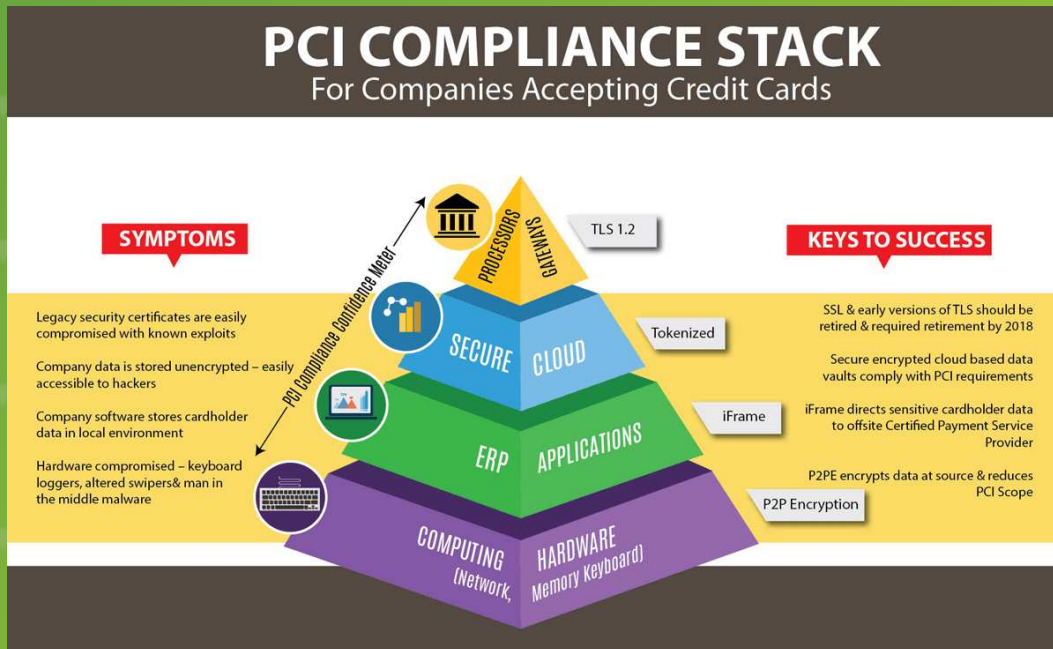 PCI COMPLIANCE STACK
For Companies Accepting Credit Cards
SYMPTOMS
Legacy security certificates are easily
compromised with known exploits
Company data is stored unencrypted – easily
accessible to hackers
Company software stores cardholder
data in local environment
Hardware compromised – keyboard
loggers, altered swipers& man in
the middle malware
PCI Compliance Confidence Meter
PROCESSORS
GATEWAYS
SECURE
CLOUD
ERP
APPLICATIONS
COMPUTING
(Network,
HARDWARE
Memory Keyboard)
TLS 1.2
Tokenized
iFrame
P2P Encryption
KEYS TO SUCCESS
SSL & early versions of TLS should be
retired & required retirement by 2018
Secure encrypted cloud based data
vaults comply with PCI requirements
iFrame directs sensitive cardholder data
to offsite Certified Payment Service
Provider
P2PE encrypts data at source & reduces
PCI Scope